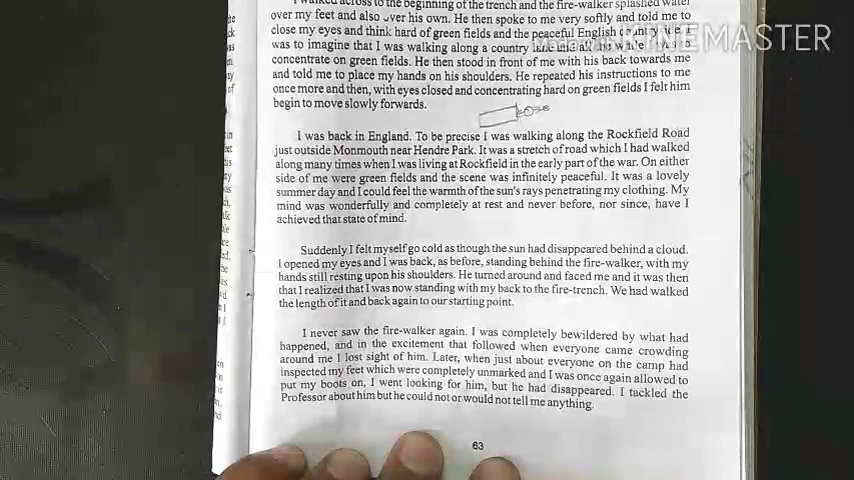 I walked across to the beginning of the trench and the fire-walker splashed water
over my feet and also over his own. He then spoke to me very softly and told me to
close my eyes and think hard of green fields and the peaceful English country
was to imagine that I was walking along a country lane and all the while I was to
concentrate on green fields. He then stood in front of me with his back towards me
and told me to place my hands on his shoulders. He repeated his instructions to me
once more and then, with eyes closed and concentrating hard on green fields I felt him
begin to move slowly forwards.
I was back in England. To be precise I was walking along the Rockfield Road
just outside Monmouth near Hendre Park. It was a stretch of road which I had walked
along many times when I was living at Rockfield in the early part of the war. On either
side of me were green fields and the scene was infinitely peaceful. It was a lovely
summer day and I could feel the warmth of the sun's rays penetrating my clothing. My
mind was wonderfully and completely at rest and never before, nor since, have I
achieved that state of mind.
Suddenly I felt myself go cold as though the sun had disappeared behind a cloud.
I opened my eyes and I was back, as before, standing behind the fire-walker, with my
hands still resting upon his shoulders. He turned around and faced me and it was then
that I realized that I was now standing with my back to the fire-trench. We had walked
the length of it and back again to our starting point.
I never saw the fire-walker again. I was completely bewildered by what had
happened, and in the excitement that followed when everyone came crowding
around me I lost sight of him. Later, when just about everyone on the camp had
inspected my feet which were completely unmarked and I was once again allowed to
put my boots on, I went looking for him, but he had disappeared. I tackled the
Professor about him but he could not or would not tell me anything.
63
KINEMASTER